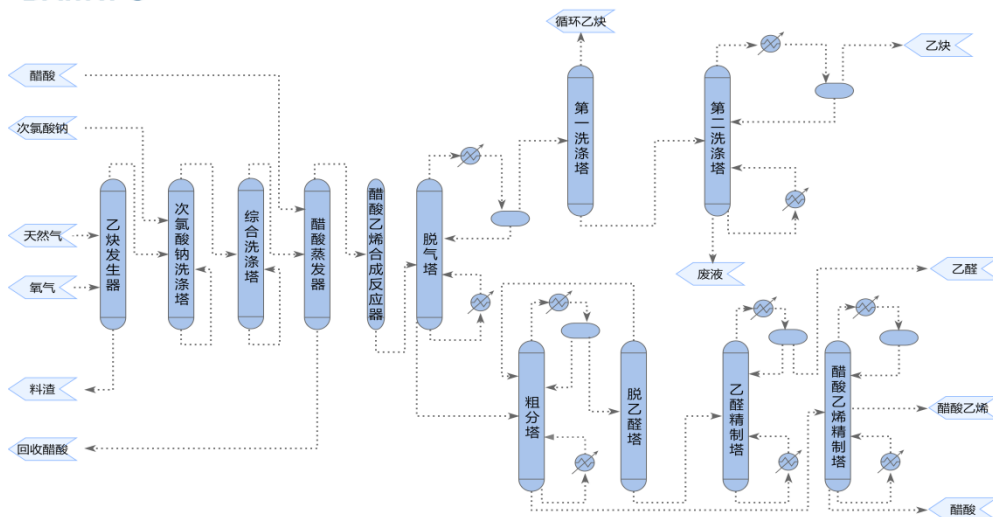 循环乙炔
乙炔
醋酸
次氯酸钠
天然气
氧气
料渣
回收醋酸
乙炔发生器
次氯酸钠洗涤塔
综合洗涤塔
醋酸蒸发器
醋酸乙烯合成反应器
脱气塔
第一洗涤塔
第二洗涤塔
废液
乙醛
粗分塔
脱乙醛塔
乙醛精制塔
醋酸乙烯精制塔
醋酸乙烯
醋酸